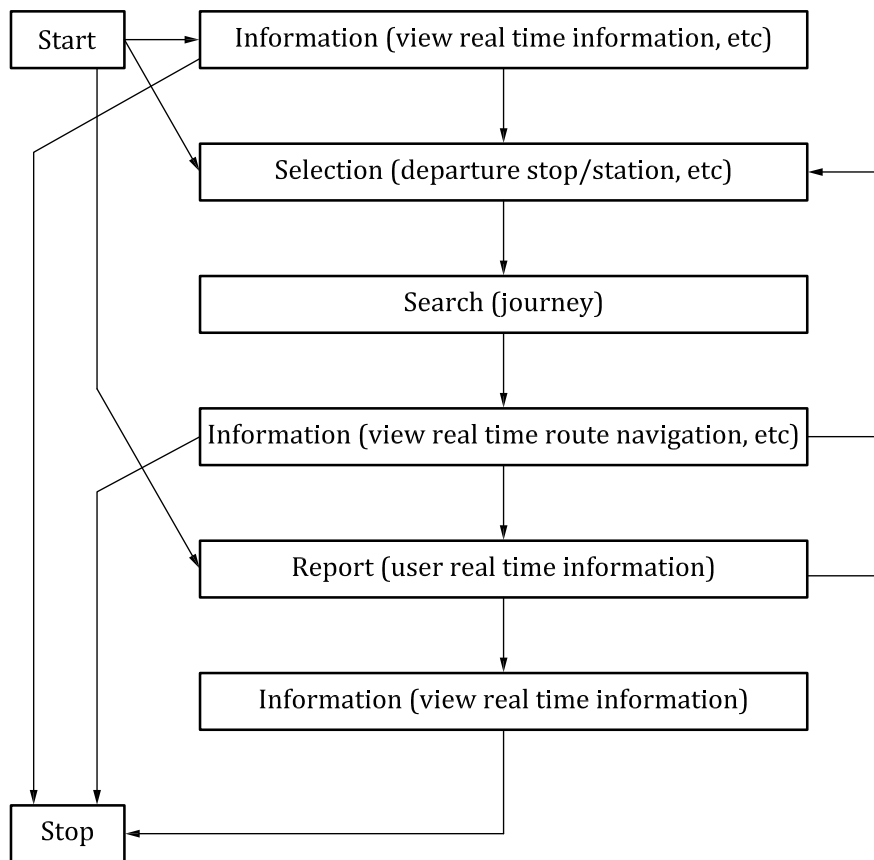 Start
Information (view real time information, etc)
Selection (departure stop/station, etc)
Search (journey)
Information (view real time route navigation, etc)
Report (user real time information)
Information (view real time information)
Stop